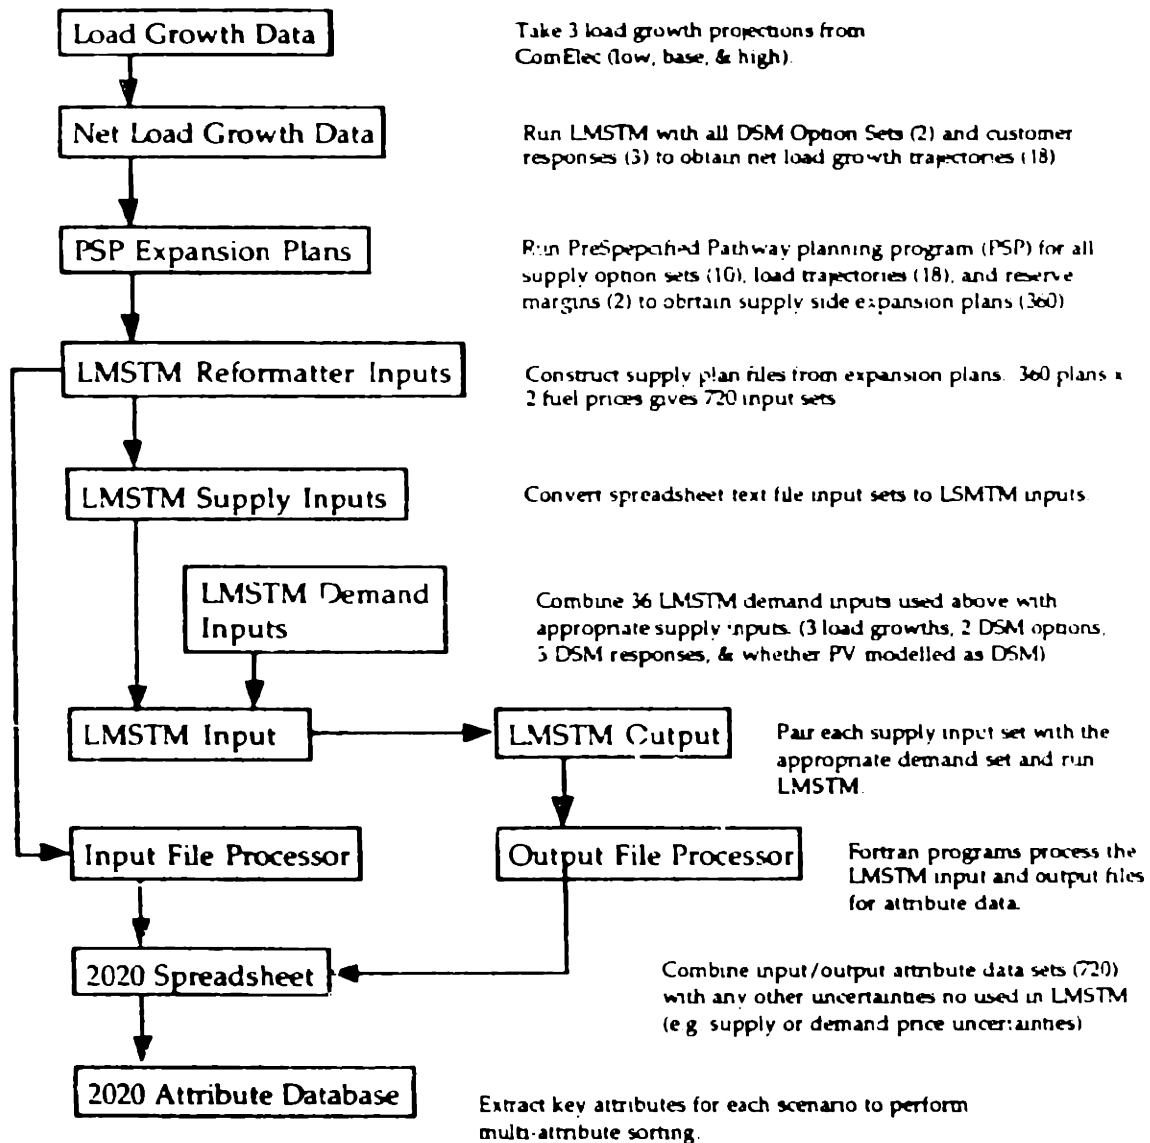 Load Growth Data
Take 3 load growth projections from
ComElec (low, base, & high).
Net Load Growth Data
Run LMSTM with all DSM Option Sets (2) and customer
responses (3) to obtain net load growth trajectories (18)
PSP Expansion Plans
Run PreSpepcified Pathway planning program (PSP) for all
supply option sets (10), load trajectories (18), and reserve
margins (2) to obrtain supply side expansion plans (360)
LMSTM Reformatter Inputs
Construct supply plan files from expansion plans. 360 plans x
2 fuel prices gives 720 input sets
LMSTM Supply Inputs
Convert spreadsheet text file input sets to LSMTM inputs.
LMSTM Demand
Inputs
Combine 36 LMSTM demand inputs used above with
appropriate supply inputs. (3 load growths, 2 DSM options,
3 DSM responses, & whether PV modelled as DSM)
LMSTM Input
LMSTM Output
Pair each supply input set with the
appropriate demand set and run
LMSTM.
Input File Processor
Output File Processor
Fortran programs process the
LMSTM input and output files
for attribute data.
2020 Spreadsheet
Combine input/output attribute data sets (720)
with any other uncertainties no used in LMSTM
(e.g. supply or demand price uncertainties)
2020 Attribute Database
Extract key attributes for each scenario to perform
multi-attribute sorting.